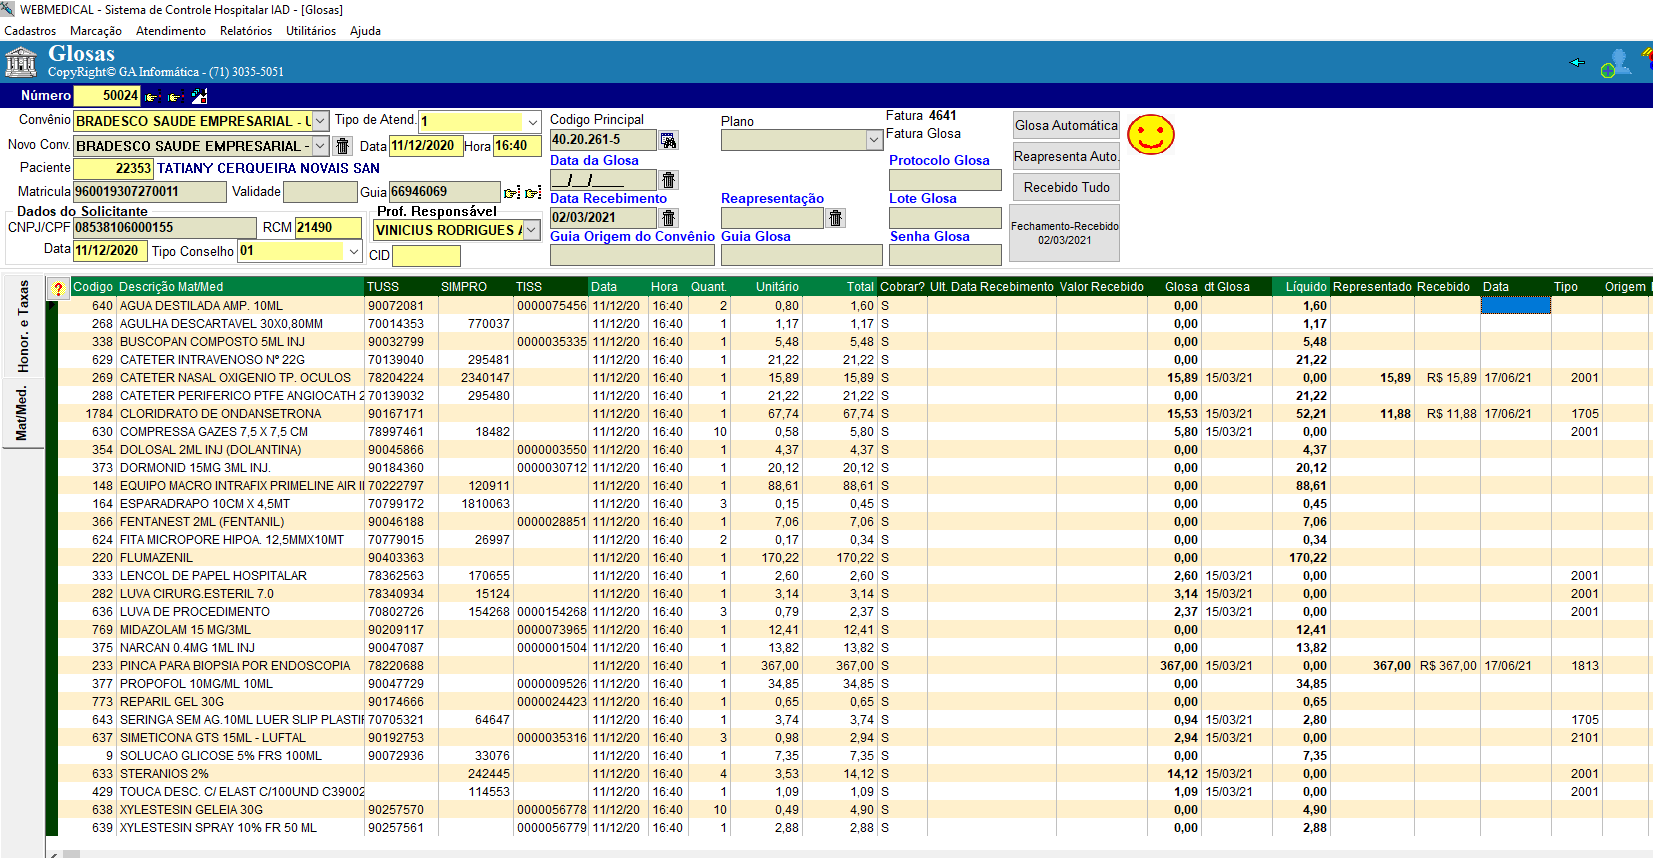 WEBMEDICAL - Sistema de Controle Hospitalar IAD - [Glosas]
Cadastros Marcação Atendimento Relatórios Utilitários Ajuda
Glosas
CopyRight© GA Informática - (71) 3035-5051
Número 50024
Convênio BRADESCO SAUDE EMPRESARIAL - U Tipo de Atend. 1 Codigo Principal Plano Fatura 4641 Glosa Automática
Novo Conv. BRADESCO SAUDE EMPRESARIAL - Data 11/12/2020 Hora 16:40 40.20.261-5 Fatura Glosa
Paciente 22353 TATIANY CERQUEIRA NOVAIS SAN Data da Glosa Protocolo Glosa Reapresenta Auto.
Matricula 960019307270011 Validade Guia 66946069 __/__/____ Recebido Tudo
Dados do Solicitante Prof. Responsável Data Recebimento Reapresentação Lote Glosa
CNPJ/CPF 08538106000155 RCM 21490 VINICIUS RODRIGUES A 02/03/2021 Fechamento-Recebido
02/03/2021
Data 11/12/2020 Tipo Conselho 01 CID Guia Origem do Convênio Guia Glosa Senha Glosa
Honor. e Taxas
Mat/Med.
? Codigo Descrição Mat/Med TUSS SIMPRO TISS Data Hora Quant. Unitário Total Cobrar? Ult. Data Recebimento Valor Recebido Glosa dt Glosa Líquido Representado Recebido Data Tipo Origem
640 AGUA DESTILADA AMP. 10ML 90072081 0000075456 11/12/20 16:40 2 0,80 1,60 S 0,00 1,60
268 AGULHA DESCARTAVEL 30X0,80MM 70014353 770037 11/12/20 16:40 1 1,17 1,17 S 0,00 1,17
338 BUSCOPAN COMPOSTO 5ML INJ 90032799 0000035335 11/12/20 16:40 1 5,48 5,48 S 0,00 5,48
629 CATETER INTRAVENOSO Nº 22G 70139040 295481 11/12/20 16:40 1 21,22 21,22 S 0,00 21,22
269 CATETER NASAL OXIGENIO TP. OCULOS 78204224 2340147 11/12/20 16:40 1 15,89 15,89 S 15,89 15/03/21 0,00 15,89 R$ 15,89 17/06/21 2001
288 CATETER PERIFERICO PTFE ANGIOCATH 2 70139032 295480 11/12/20 16:40 1 21,22 21,22 S 0,00 21,22
1784 CLORIDRATO DE ONDANSETRONA 90167171 11/12/20 16:40 1 67,74 67,74 S 15,53 15/03/21 52,21 11,88 R$ 11,88 17/06/21 1705
630 COMPRESSA GAZES 7,5 X 7,5 CM 78997461 18482 11/12/20 16:40 10 0,58 5,80 S 5,80 15/03/21 0,00 2001
354 DOLOSAL 2ML INJ (DOLANTINA) 90045866 0000003550 11/12/20 16:40 1 4,37 4,37 S 0,00 4,37
373 DORMONID 15MG 3ML INJ. 90184360 0000030712 11/12/20 16:40 1 20,12 20,12 S 0,00 20,12
148 EQUIPO MACRO INTRAFIX PRIMELINE AIR I 70222797 120911 11/12/20 16:40 1 88,61 88,61 S 0,00 88,61
164 ESPARADRAPO 10CM X 4,5MT 70799172 1810063 11/12/20 16:40 3 0,15 0,45 S 0,00 0,45
366 FENTANEST 2ML (FENTANIL) 90046188 0000028851 11/12/20 16:40 1 7,06 7,06 S 0,00 7,06
624 FITA MICROPORE HIPOA. 12,5MMX10MT 70779015 26997 11/12/20 16:40 2 0,17 0,34 S 0,00 0,34
220 FLUMAZENIL 90403363 11/12/20 16:40 1 170,22 170,22 S 0,00 170,22
333 LENCOL DE PAPEL HOSPITALAR 78362563 170655 11/12/20 16:40 1 2,60 2,60 S 2,60 15/03/21 0,00 2001
282 LUVA CIRURG.ESTERIL 7.0 78340934 15124 11/12/20 16:40 1 3,14 3,14 S 3,14 15/03/21 0,00 2001
636 LUVA DE PROCEDIMENTO 70802726 154268 0000154268 11/12/20 16:40 3 0,79 2,37 S 2,37 15/03/21 0,00 2001
769 MIDAZOLAM 15 MG/3ML 90209117 0000073965 11/12/20 16:40 1 12,41 12,41 S 0,00 12,41
375 NARCAN 0.4MG 1ML INJ 90047087 0000001504 11/12/20 16:40 1 13,82 13,82 S 0,00 13,82
233 PINCA PARA BIOPSIA POR ENDOSCOPIA 78220688 11/12/20 16:40 1 367,00 367,00 S 367,00 15/03/21 0,00 367,00 R$ 367,00 17/06/21 1813
377 PROPOFOL 10MG/ML 10ML 90047729 0000009526 11/12/20 16:40 1 34,85 34,85 S 0,00 34,85
773 REPARIL GEL 30G 90174666 0000024423 11/12/20 16:40 1 0,65 0,65 S 0,00 0,65
643 SERINGA SEM AG.10ML LUER SLIP PLASTI 70705321 64647 11/12/20 16:40 1 3,74 3,74 S 0,94 15/03/21 2,80 1705
637 SIMETICONA GTS 15ML - LUFTAL 90192753 0000035316 11/12/20 16:40 3 0,98 2,94 S 2,94 15/03/21 0,00 2101
9 SOLUCAO GLICOSE 5% FRS 100ML 90072936 33076 11/12/20 16:40 1 7,35 7,35 S 0,00 7,35
633 STERANIOS 2% 242445 11/12/20 16:40 4 3,53 14,12 S 14,12 15/03/21 0,00 2001
429 TOUCA DESC. C/ ELAST C/100UND C39002 114553 11/12/20 16:40 1 1,09 1,09 S 1,09 15/03/21 0,00 2001
638 XYLESTESIN GELEIA 30G 90257570 0000056778 11/12/20 16:40 10 0,49 4,90 S 0,00 4,90
639 XYLESTESIN SPRAY 10% FR 50 ML 90257561 0000056779 11/12/20 16:40 1 2,88 2,88 S 0,00 2,88